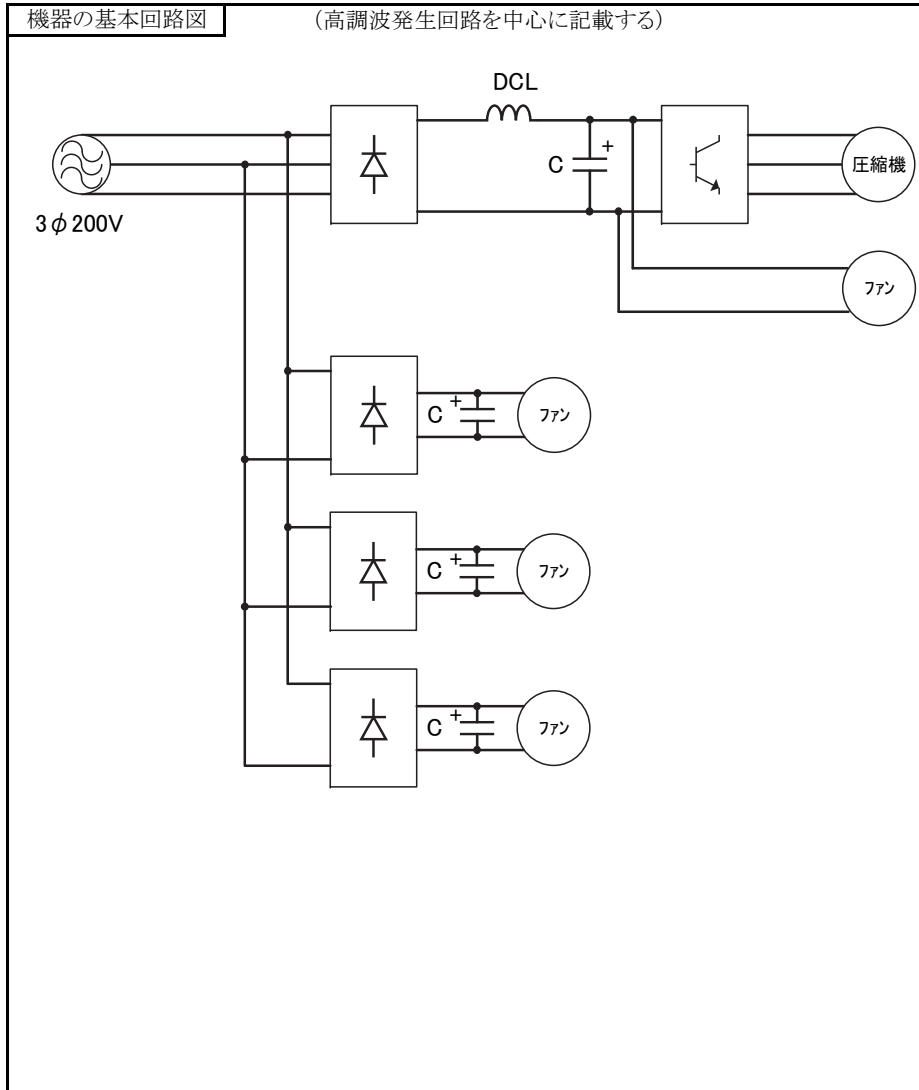 機器の基本回路図
(高調波発生回路を中心に記載する)
DCL
C
+
圧縮機
3φ200V
ファン
C
+
ファン
C
+
ファン
C
+
ファン